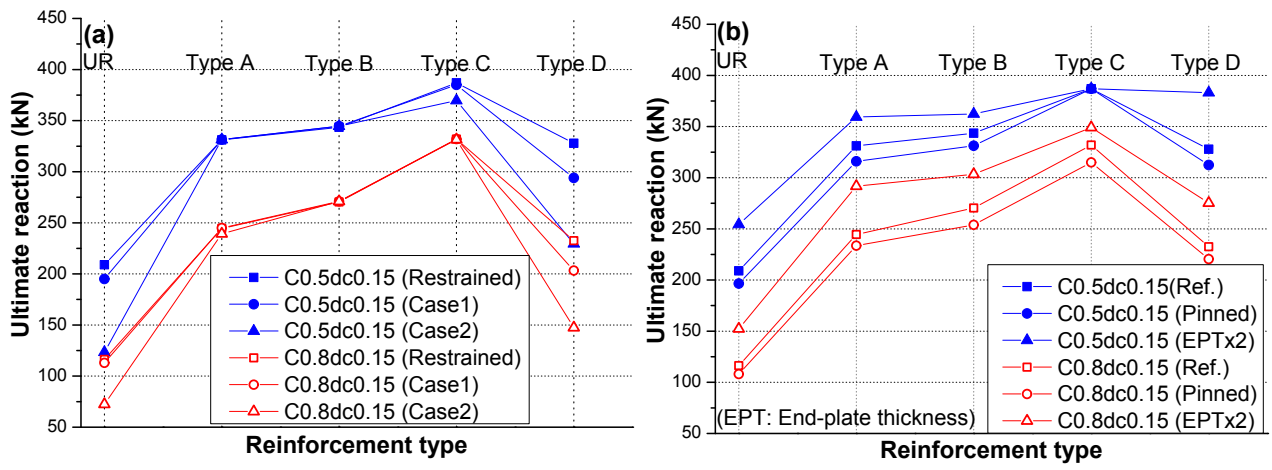 (a)
UR Type A Type B Type C Type D
450
400
350
300
250
200
150
100
50
Ultimate reaction (kN)
C0.5dc0.15 (Restrained)
C0.5dc0.15 (Case1)
C0.5dc0.15 (Case2)
C0.8dc0.15 (Restrained)
C0.8dc0.15 (Case1)
C0.8dc0.15 (Case2)
Reinforcement type
(b)
UR Type A Type B Type C Type D
450
400
350
300
250
200
150
100
50
Ultimate reaction (kN)
C0.5dc0.15(Ref.)
C0.5dc0.15 (Pinned)
C0.5dc0.15 (EPTx2)
C0.8dc0.15 (Ref.)
C0.8dc0.15 (Pinned)
C0.8dc0.15 (EPTx2)
(EPT: End-plate thickness)
Reinforcement type